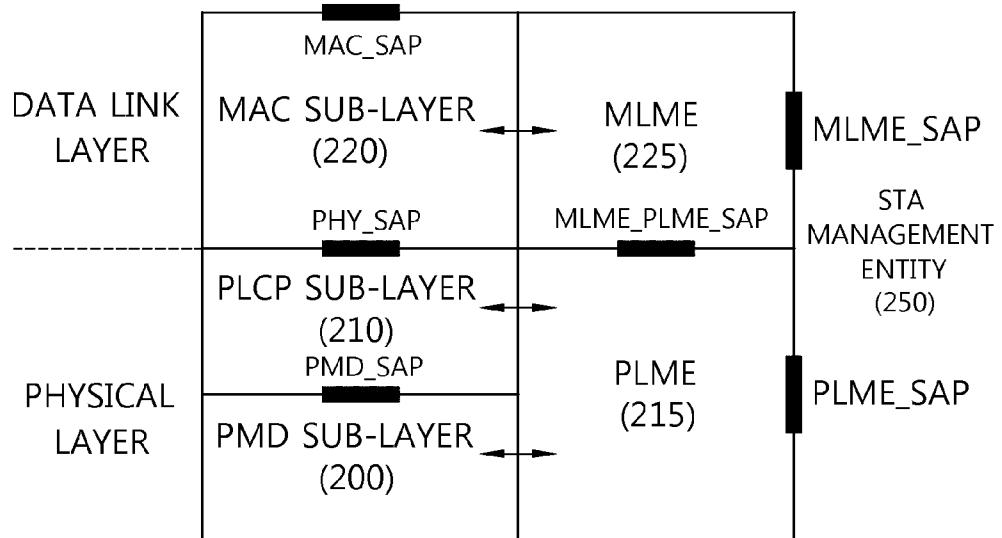 MAC_SAP
DATA LINK
LAYER
MAC SUB-LAYER
(220)
MLME
(225)
MLME_SAP
PHY_SAP
MLME_PLME_SAP
STA
MANAGEMENT
ENTITY
(250)
PLCP SUB-LAYER
(210)
PMD_SAP
PHYSICAL
LAYER
PMD SUB-LAYER
(200)
PLME
(215)
PLME_SAP